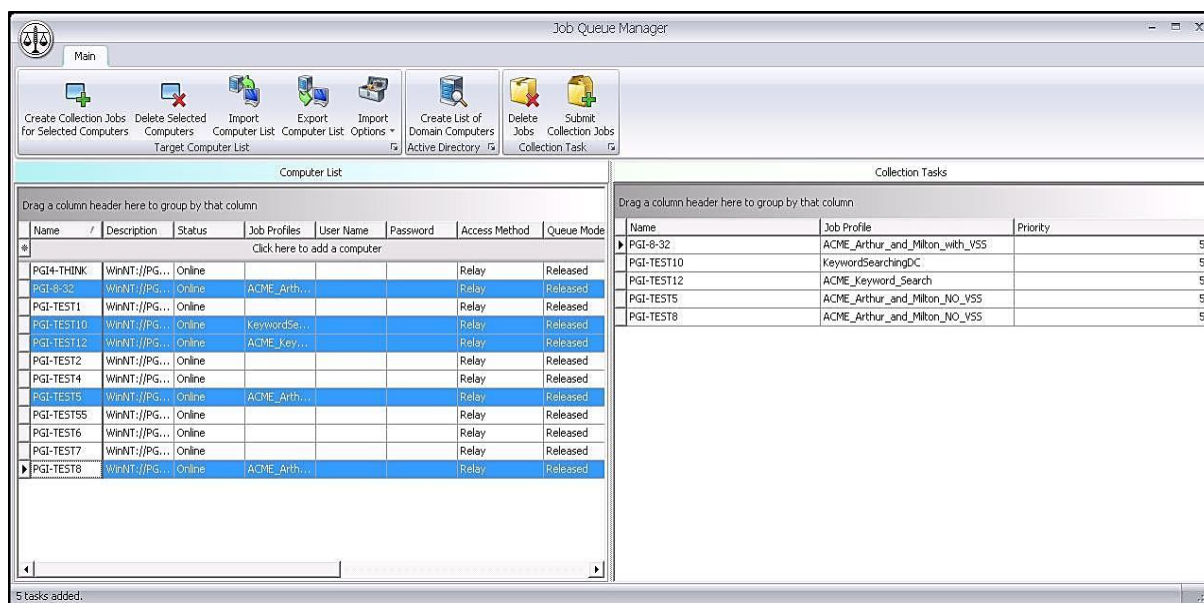 Job Queue Manager
Main
Create Collection Jobs for Selected Computers
Delete Selected Computers
Import Computer List
Export Computer List
Import Options
Create List of Domain Computers
Delete Jobs
Submit Collection Jobs
Target Computer List
Active Directory
Collection Task
Computer List
Drag a column header here to group by that column
Name / Description Status Job Profiles User Name Password Access Method Queue Mode
Click here to add a computer
PGI4-THINK WinNT://PG... Online Relay Released
PGI-8-32 WinNT://PG... Online ACME_Arth... Relay Released
PGI-TEST1 WinNT://PG... Online Relay Released
PGI-TEST10 WinNT://PG... Online KeywordSe... Relay Released
PGI-TEST12 WinNT://PG... Online ACME_Key... Relay Released
PGI-TEST2 WinNT://PG... Online Relay Released
PGI-TEST4 WinNT://PG... Online Relay Released
PGI-TEST5 WinNT://PG... Online ACME_Arth... Relay Released
PGI-TEST55 WinNT://PG... Online Relay Released
PGI-TEST6 WinNT://PG... Online Relay Released
PGI-TEST7 WinNT://PG... Online Relay Released
PGI-TEST8 WinNT://PG... Online ACME_Arth... Relay Released
Collection Tasks
Drag a column header here to group by that column
Name Job Profile Priority
PGI-8-32 ACME_Arthur_and_Milton_with_VSS 5
PGI-TEST10 KeywordSearchingDC 5
PGI-TEST12 ACME_Keyword_Search 5
PGI-TEST5 ACME_Arthur_and_Milton_NO_VSS 5
PGI-TEST8 ACME_Arthur_and_Milton_NO_VSS 5
5 tasks added.